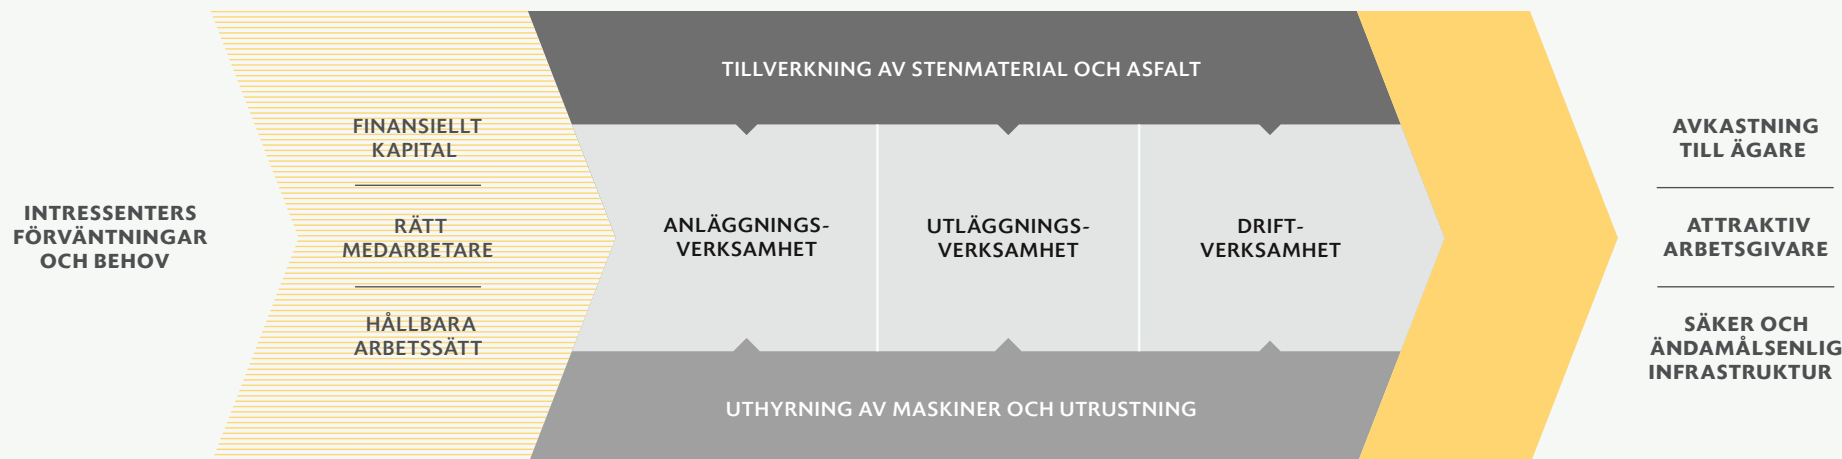 INTRESSENTERS
FÖRVÄNTNINGAR
OCH BEHOV
FINANSIELLT
KAPITAL
RÄTT
MEDARBETARE
HÅLLBARA
ARBETSSÄTT
TILLVERKNING AV STENMATERIAL OCH ASFALT
ANLÄGGNINGS-
VERKSAMHET
UTLÄGGNINGS-
VERKSAMHET
DRIFT-
VERKSAMHET
UTHYRNING AV MASKINER OCH UTRUSTNING
AVKASTNING
TILL ÄGARE
ATTRAKTIV
ARBETSGIVARE
SÄKER OCH
ÄNDAMÅLSENLIG
INFRASTRUKTUR